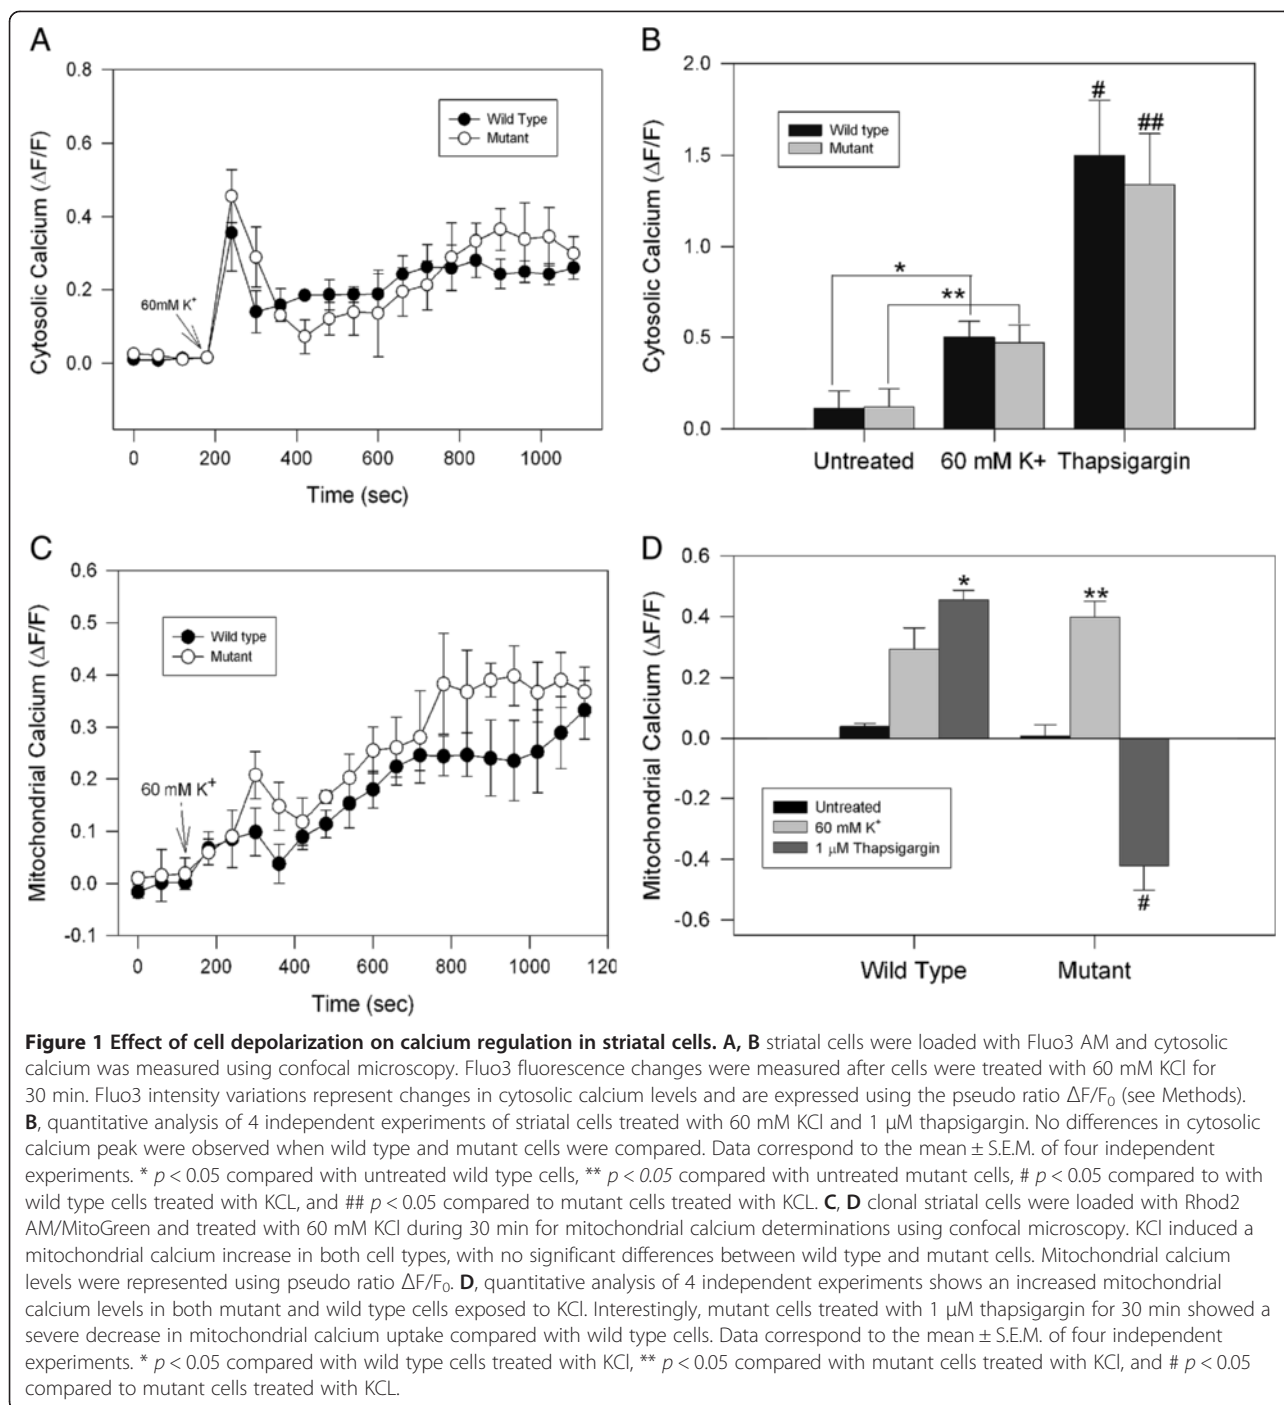 A
0.8
0.6
0.4
0.2
0.0
Cytosolic Calcium (ΔF/F)
Wild Type
Mutant
60mM K+
0 200 400 600 800 1000
Time (sec)
B
2.0
1.5
1.0
0.5
0.0
Cytosolic Calcium (ΔF/F)
Wild type
Mutant
*
**
#
##
Untreated 60 mM K+ Thapsigargin
C
0.6
0.5
0.4
0.3
0.2
0.1
0.0
-0.1
Mitochondrial Calcium (ΔF/F)
Wild type
Mutant
60 mM K+
0 200 400 600 800 1000 120
Time (sec)
D
0.6
0.4
0.2
0.0
-0.2
-0.4
-0.6
Mitochondrial Calcium (ΔF/F)
*
**
#
Untreated
60 mM K+
1 μM Thapsigargin
Wild Type Mutant
Figure 1 Effect of cell depolarization on calcium regulation in striatal cells. A, B striatal cells were loaded with Fluo3 AM and cytosolic
calcium was measured using confocal microscopy. Fluo3 fluorescence changes were measured after cells were treated with 60 mM KCl for
30 min. Fluo3 intensity variations represent changes in cytosolic calcium levels and are expressed using the pseudo ratio ΔF/F0 (see Methods).
B, quantitative analysis of 4 independent experiments of striatal cells treated with 60 mM KCl and 1 μM thapsigargin. No differences in cytosolic
calcium peak were observed when wild type and mutant cells were compared. Data correspond to the mean ± S.E.M. of four independent
experiments. * p < 0.05 compared with untreated wild type cells, ** p < 0.05 compared with untreated mutant cells, # p < 0.05 compared to with
wild type cells treated with KCL, and ## p < 0.05 compared to mutant cells treated with KCL. C, D clonal striatal cells were loaded with Rhod2
AM/MitoGreen and treated with 60 mM KCl during 30 min for mitochondrial calcium determinations using confocal microscopy. KCl induced a
mitochondrial calcium increase in both cell types, with no significant differences between wild type and mutant cells. Mitochondrial calcium
levels were represented using pseudo ratio ΔF/F0. D, quantitative analysis of 4 independent experiments shows an increased mitochondrial
calcium levels in both mutant and wild type cells exposed to KCl. Interestingly, mutant cells treated with 1 μM thapsigargin for 30 min showed a
severe decrease in mitochondrial calcium uptake compared with wild type cells. Data correspond to the mean ± S.E.M. of four independent
experiments. * p < 0.05 compared with wild type cells treated with KCl, ** p < 0.05 compared with mutant cells treated with KCl, and # p < 0.05
compared to mutant cells treated with KCL.